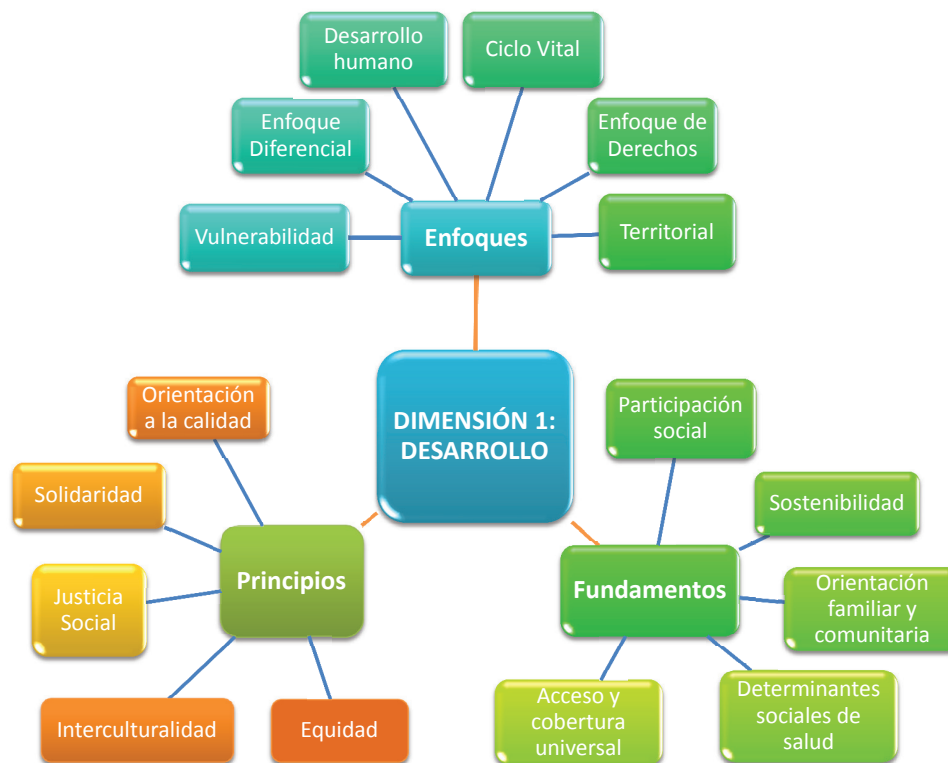 Desarrollo
humano
Ciclo Vital
Enfoque
Diferencial
Enfoque de
Derechos
Vulnerabilidad
Enfoques
Territorial
DIMENSIÓN 1:
DESARROLLO
Orientación
a la calidad
Solidaridad
Justicia
Social
Principios
Interculturalidad
Equidad
Participación
social
Sostenibilidad
Fundamentos
Orientación
familiar y
comunitaria
Acceso y
cobertura
universal
Determinantes
sociales de
salud